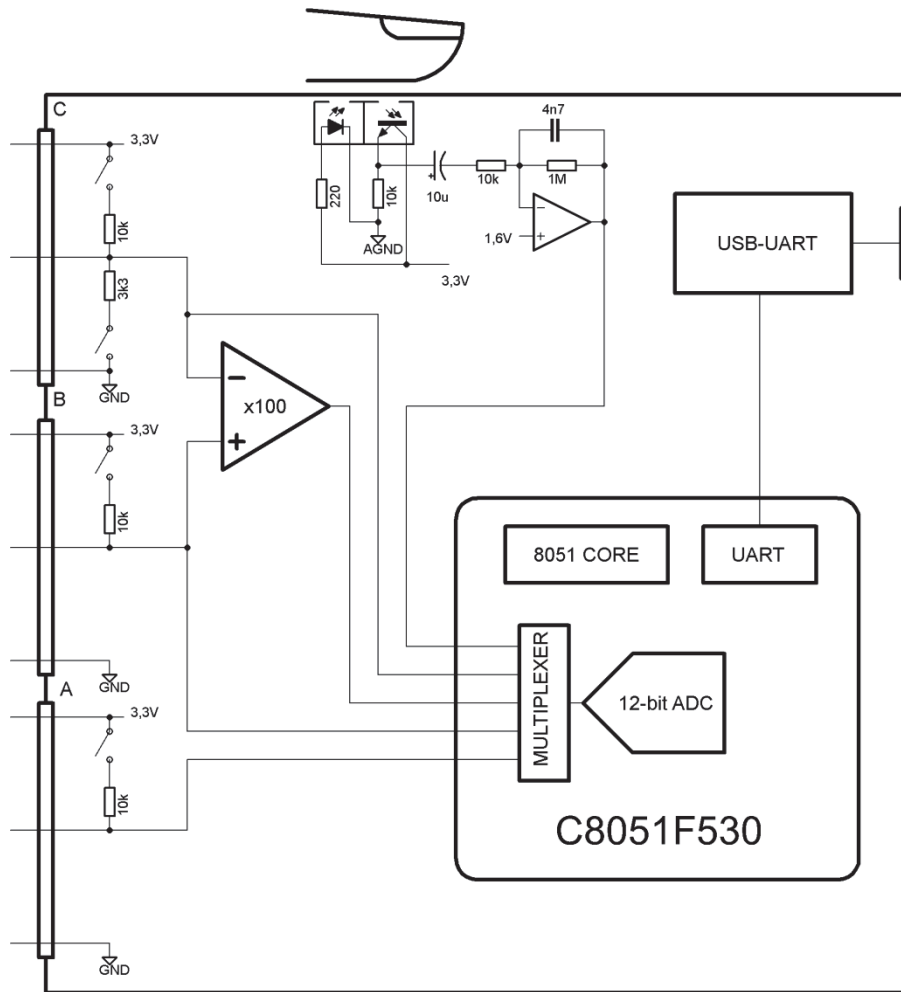 C
3,3V
10k
3k3
GND
220
10k
AGND
+
10u
10k
4n7
1M
−
+
1,6V
3,3V
USB-UART
B
3,3V
10k
GND
−
x100
+
A
3,3V
10k
GND
8051 CORE
UART
MULTIPLEXER
12-bit ADC
C8051F530